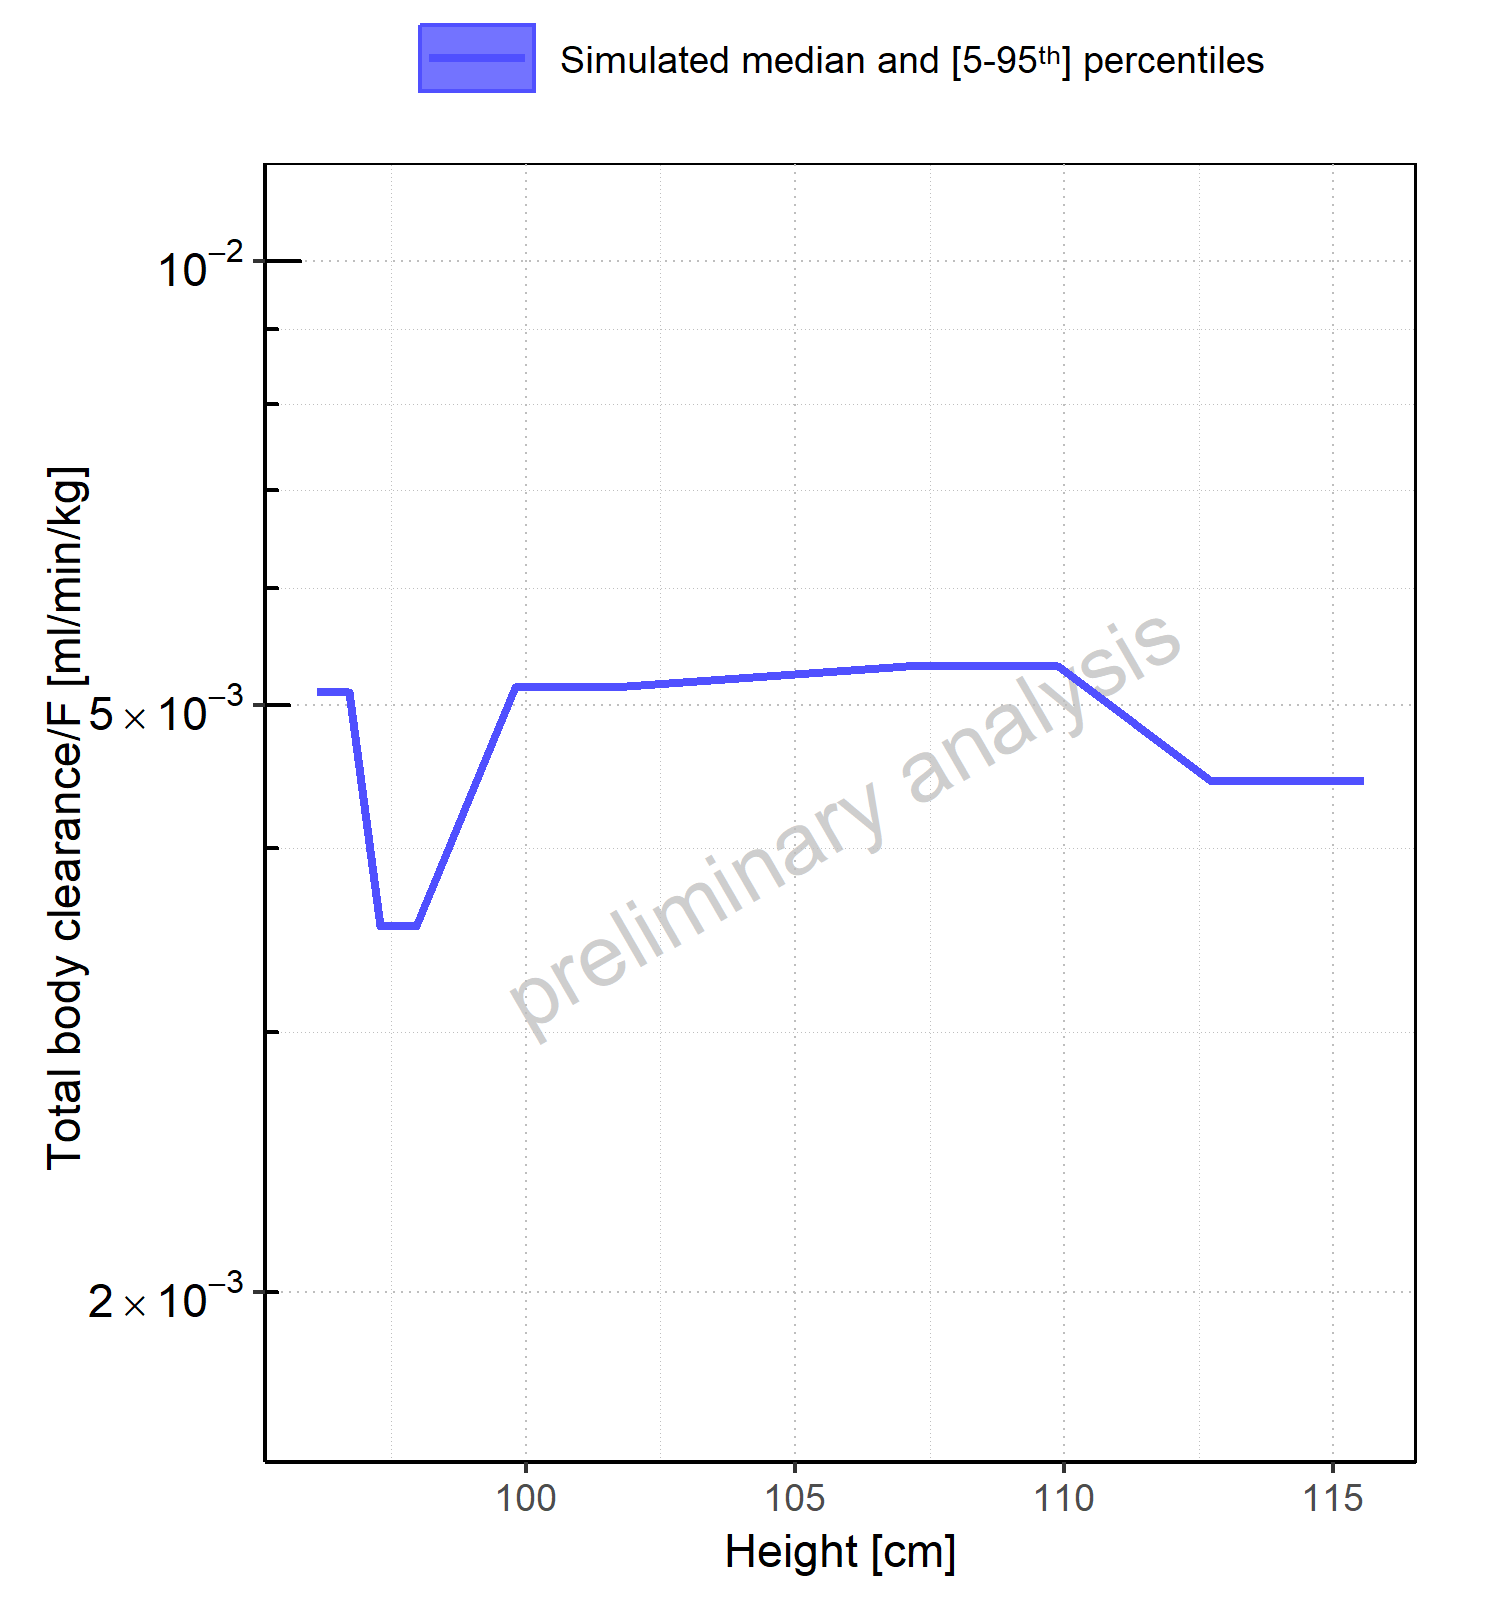 Simulated median and [5-95ᵗʰ] percentiles
10⁻²
5 × 10⁻³
2 × 10⁻³
Total body clearance/F [ml/min/kg]
preliminary analysis
100 105 110 115
Height [cm]